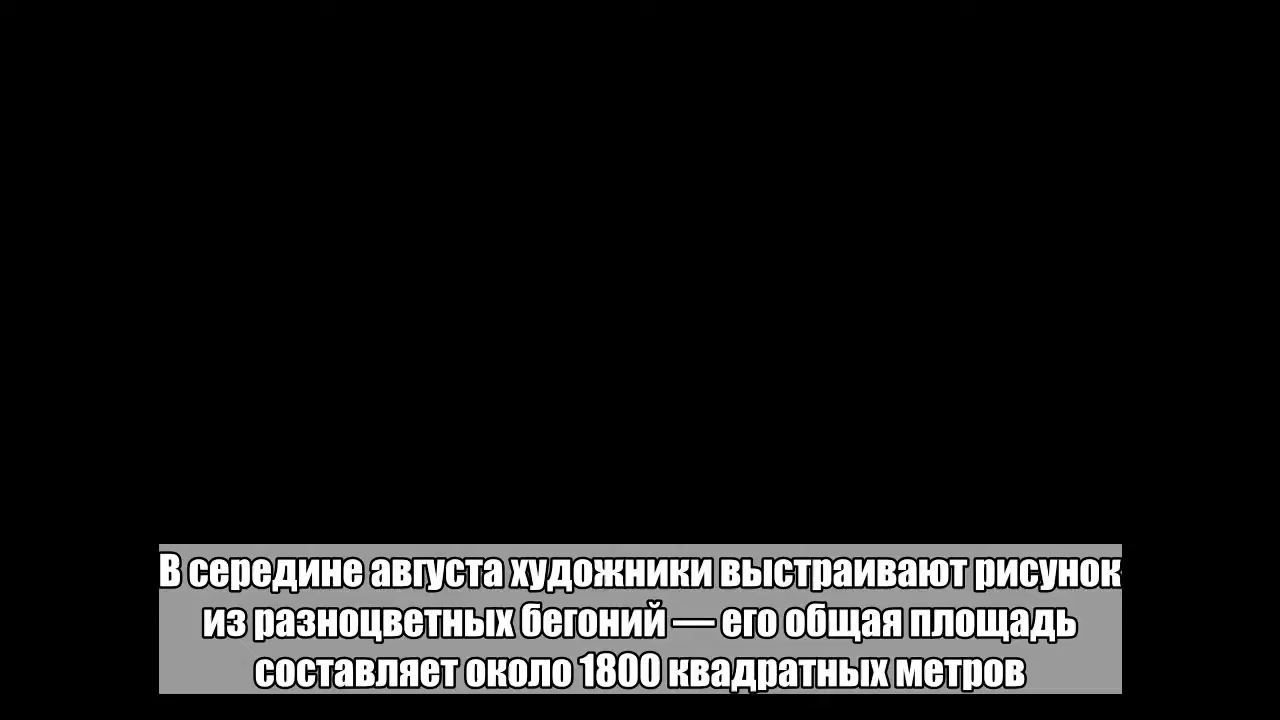 В середине августа художники выстраивают рисунок
из разноцветных бегоний — его общая площадь
составляет около 1800 квадратных метров